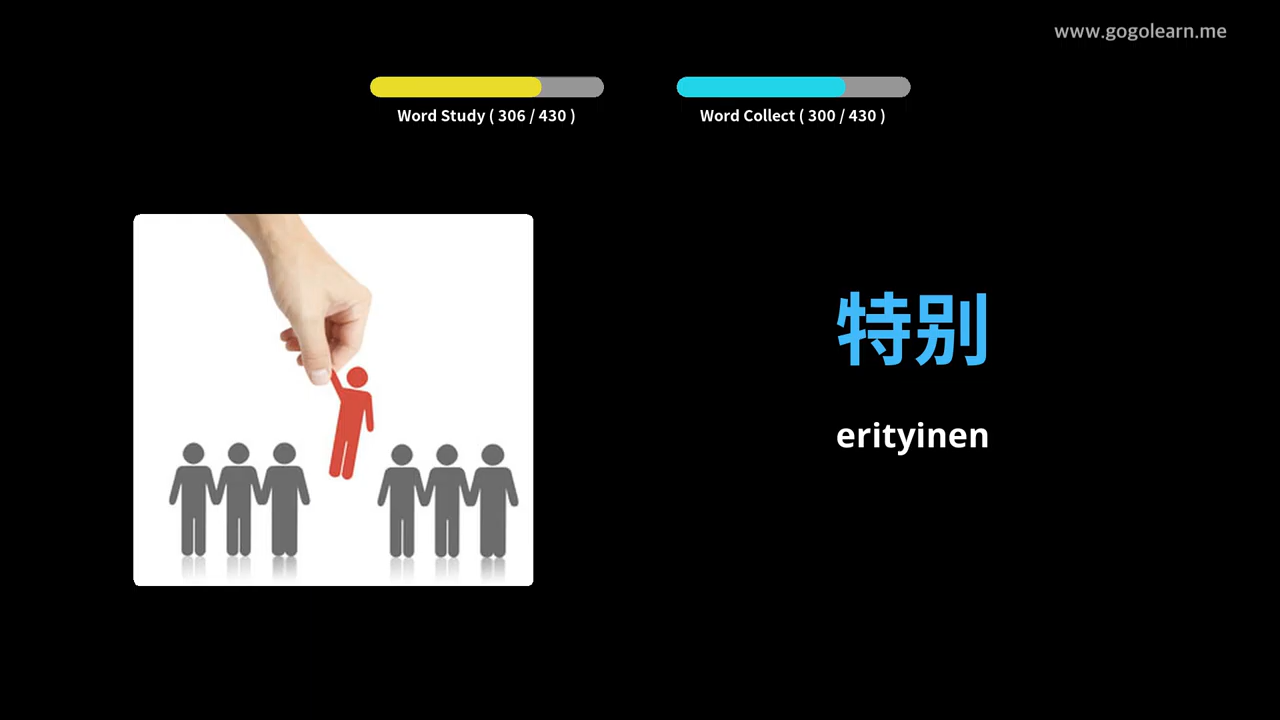 www.gogolearn.me
Word Study ( 306 / 430 )
Word Collect ( 300 / 430 )
特别
erityinen